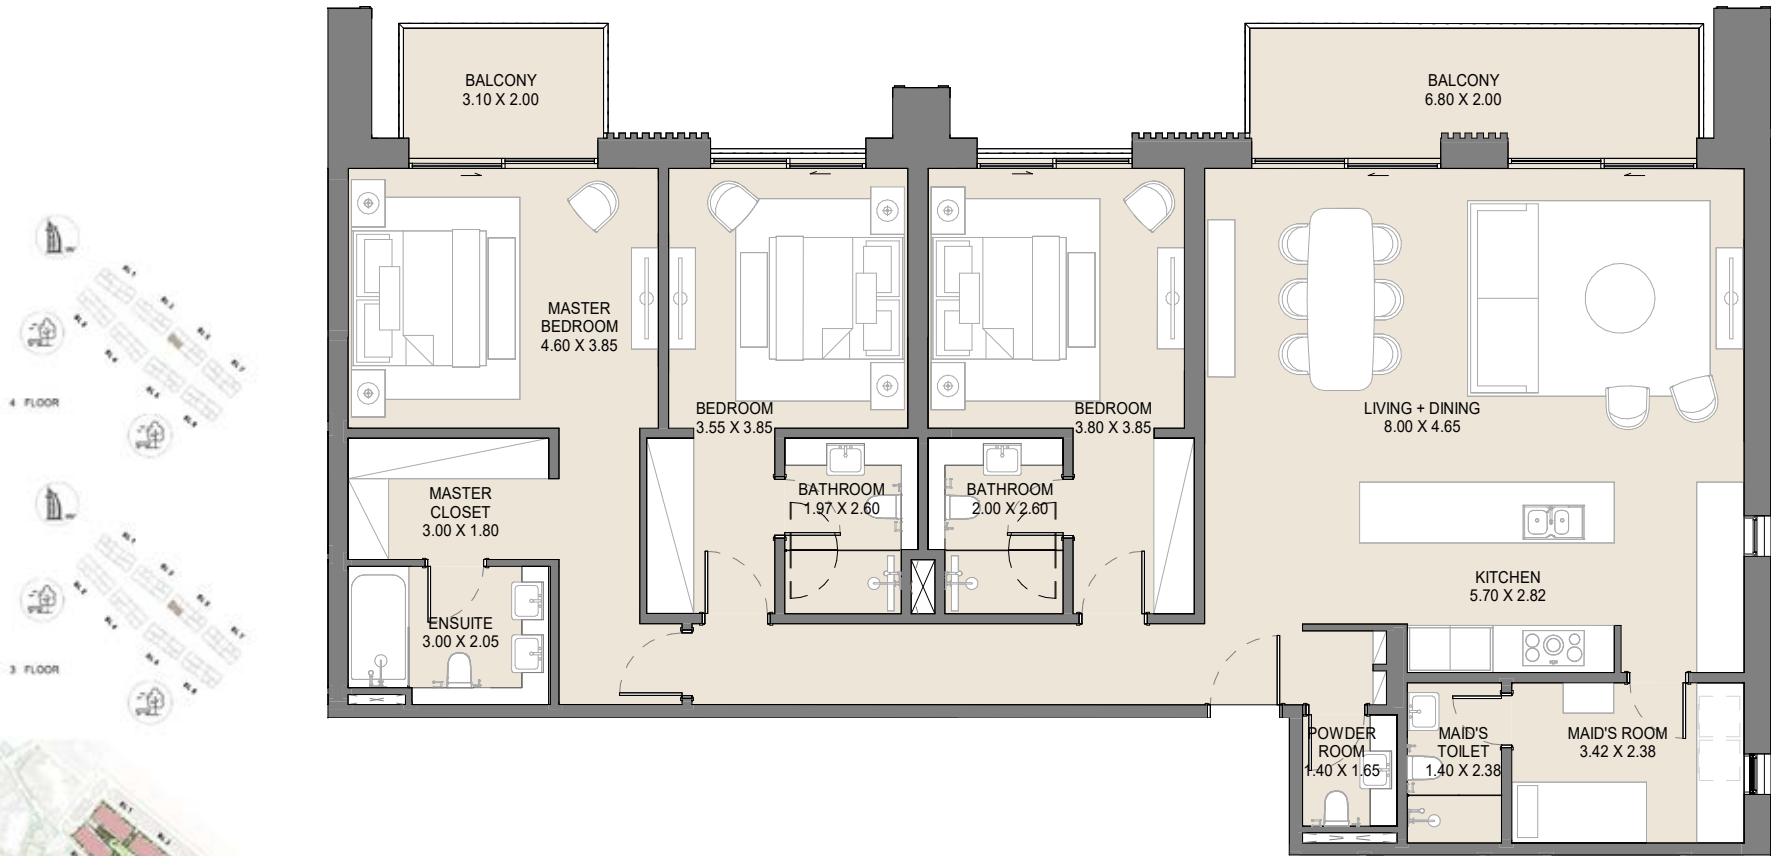 BALCONY
3.10 X 2.00
BALCONY
6.80 X 2.00
MASTER
BEDROOM
4.60 X 3.85
BEDROOM
3.55 X 3.85
BEDROOM
3.80 X 3.85
LIVING + DINING
8.00 X 4.65
MASTER
CLOSET
3.00 X 1.80
BATHROOM
1.97 X 2.60
BATHROOM
2.00 X 2.60
KITCHEN
5.70 X 2.82
ENSUITE
3.00 X 2.05
POWDER
ROOM
1.40 X 1.65
MAID'S
TOILET
1.40 X 2.38
MAID'S ROOM
3.42 X 2.38
4 FLOOR
3 FLOOR